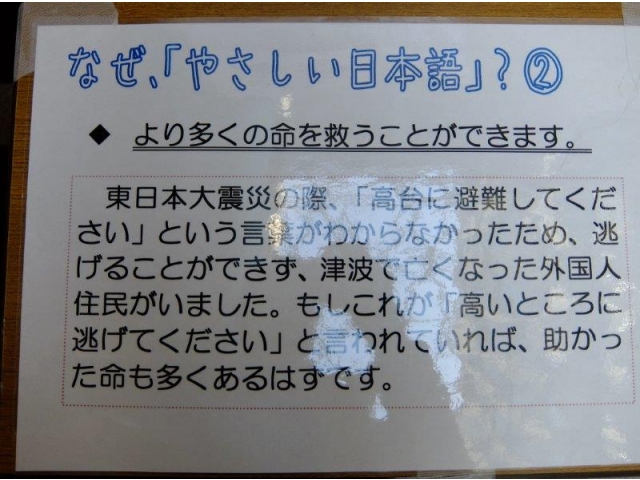 なぜ、「やさしい日本語」？②
◆ より多くの命を救うことができます。
東日本大震災の際、「高台に避難してくだ
さい」という言葉がわからなかったため、逃
げることができず、津波で亡くなった外国人
住民がいました。もしこれが「高いところに
逃げてください」と言われていれば、助かっ
た命も多くあるはずです。